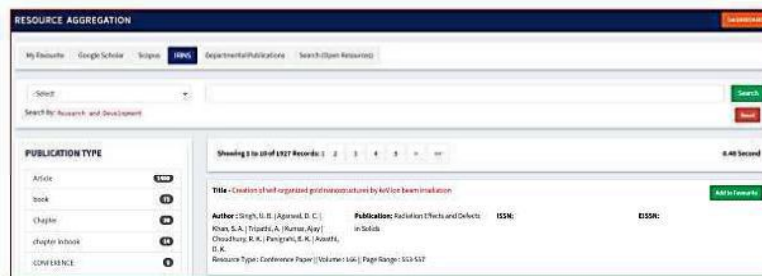 RESOURCE AGGREGATION
DASHBOARD
My Favourite Google Scholar Scopus IRINS Departmental Publications Search (Open Resources)
-Select-
Search
Search by: Research and Development
Reset
PUBLICATION TYPE
Showing 1 to 10 of 1927 Records: 1 2 3 4 5 > >>
0.48 Second
Article
book
Chapter
chapter in book
CONFERENCE
Title - Creation of self-organized gold nanostructures by keV ion beam irradiation
Add to Favourite
Author : Singh, U. B. | Agarwal, D. C. |
Khan, S. A. | Tripathi, A. | Kumar, Ajay |
Choudhury, R. K. | Panigrahi, B. K. | Avasthi,
D. K.
Publication: Radiation Effects and Defects
in Solids
ISSN:
EISSN:
Resource Type : Conference Paper || Volume : 166 | Page Range : 553-557